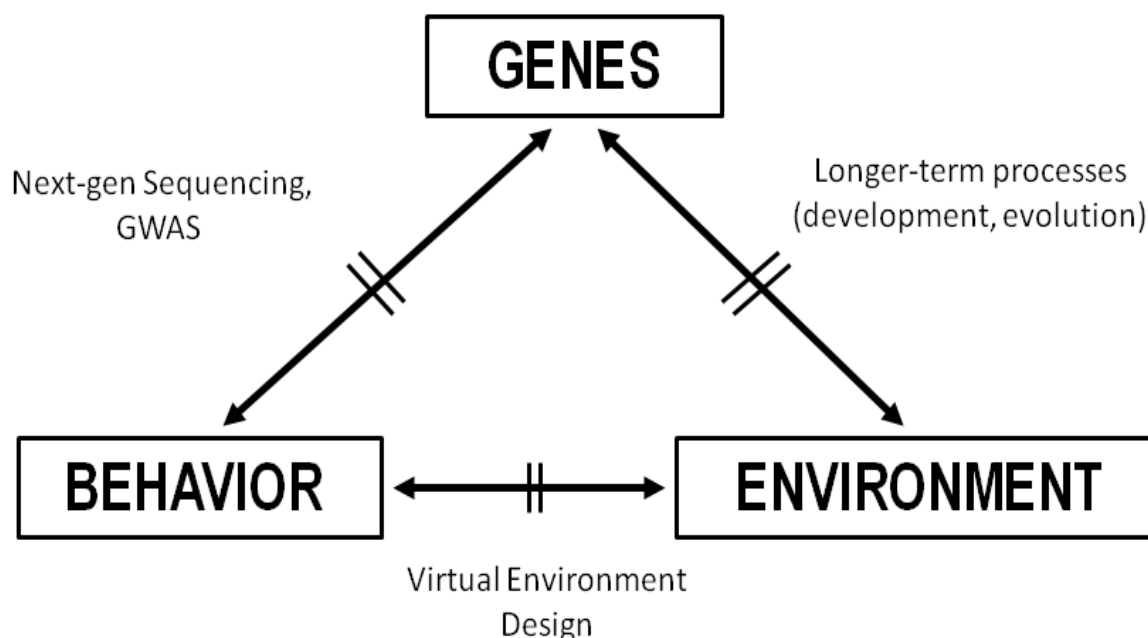 GENES
Next-gen Sequencing,
GWAS
Longer-term processes
(development, evolution)
BEHAVIOR
ENVIRONMENT
Virtual Environment
Design